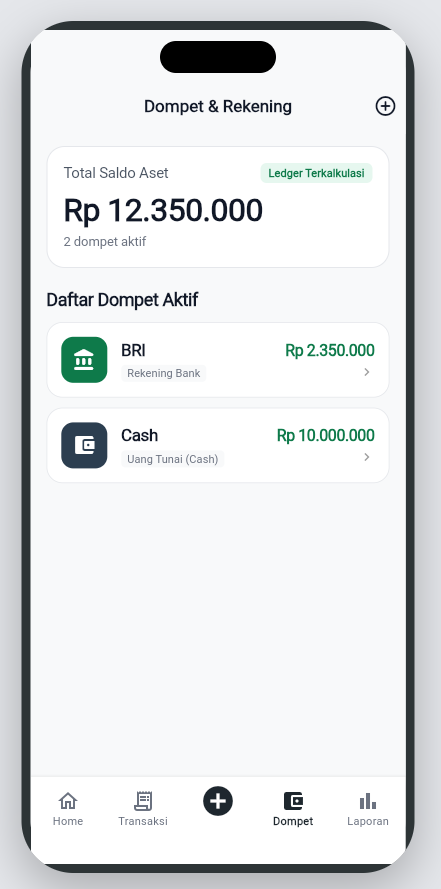 Dompet & Rekening
Total Saldo Aset
Ledger Terkalkulasi
Rp 12.350.000
2 dompet aktif
Daftar Dompet Aktif
BRI
Rp 2.350.000
Rekening Bank
Cash
Rp 10.000.000
Uang Tunai (Cash)
Home
Transaksi
Dompet
Laporan